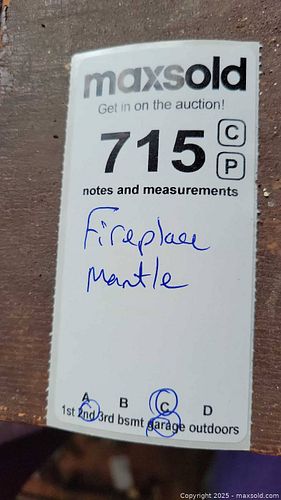 maxsold
Get in on the auction!
715 C
P
notes and measurements
Fireplace
Mantle
A B C D
1st 2nd 3rd bsmt garage outdoors
Copyright © 2025 - maxsold.com